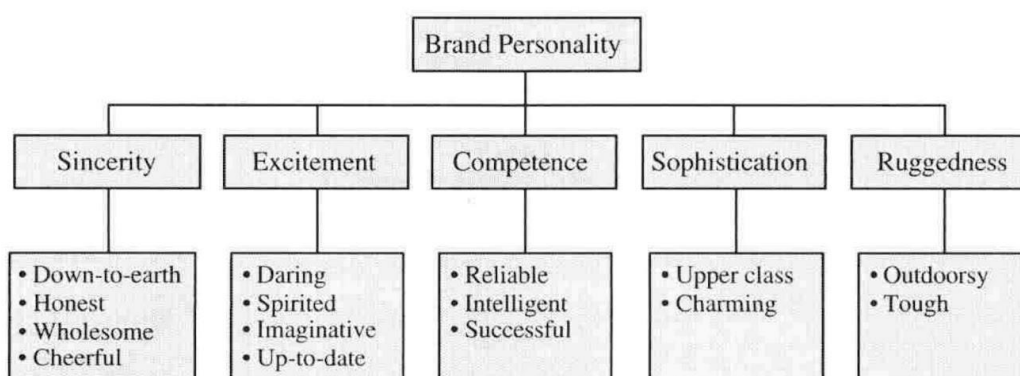 Brand Personality
Sincerity
Excitement
Competence
Sophistication
Ruggedness
• Down-to-earth
• Honest
• Wholesome
• Cheerful
• Daring
• Spirited
• Imaginative
• Up-to-date
• Reliable
• Intelligent
• Successful
• Upper class
• Charming
• Outdoorsy
• Tough